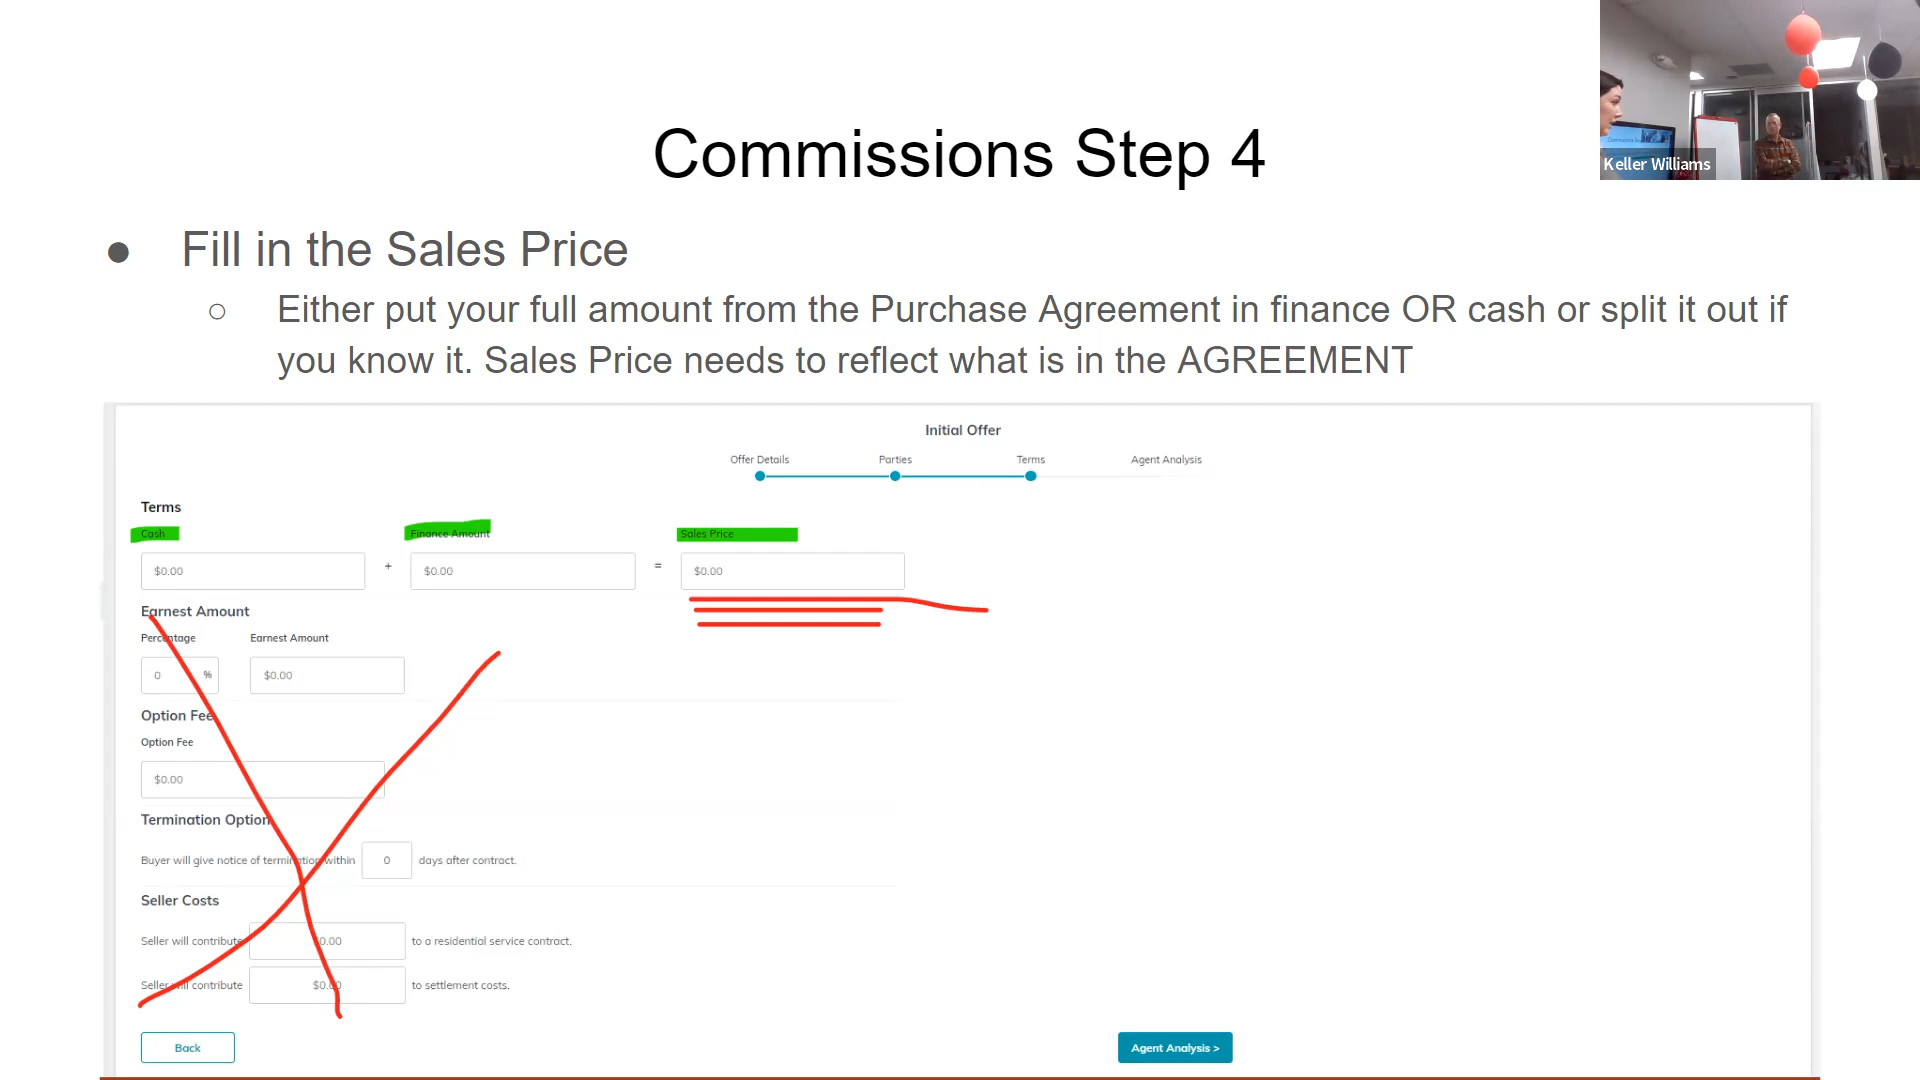 Commissions Step 4
Keller Williams
● Fill in the Sales Price
○ Either put your full amount from the Purchase Agreement in finance OR cash or split it out if
you know it. Sales Price needs to reflect what is in the AGREEMENT
Initial Offer
Offer Details Parties Terms Agent Analysis
Terms
Cash Finance Amount Sales Price
$0.00 + $0.00 = $0.00
Earnest Amount
Percentage Earnest Amount
0 % $0.00
Option Fee
Option Fee
$0.00
Termination Option
Buyer will give notice of termination within 0 days after contract.
Seller Costs
Seller will contribute $0.00 to a residential service contract.
Seller will contribute $0.00 to settlement costs.
Back Agent Analysis >